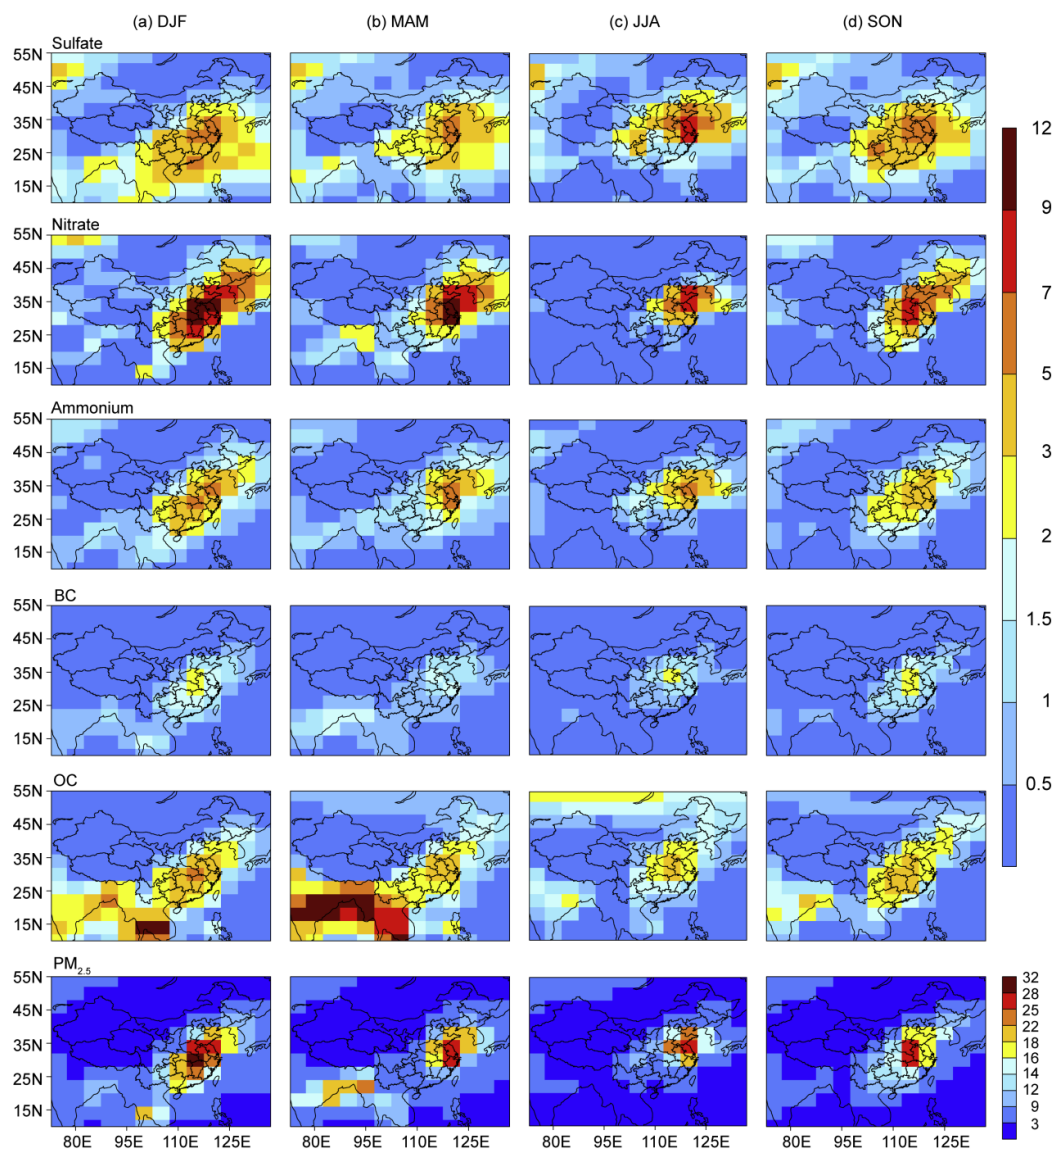 (a) DJF (b) MAM (c) JJA (d) SON
Sulfate
55N
45N
35N
25N
15N
Nitrate
55N
45N
35N
25N
15N
Ammonium
55N
45N
35N
25N
15N
BC
55N
45N
35N
25N
15N
OC
55N
45N
35N
25N
15N
PM2.5
55N
45N
35N
25N
15N
80E 95E 110E 125E 80E 95E 110E 125E 80E 95E 110E 125E 80E 95E 110E 125E
12
9
7
5
3
2
1.5
1
0.5
32
28
25
22
18
16
14
12
9
3